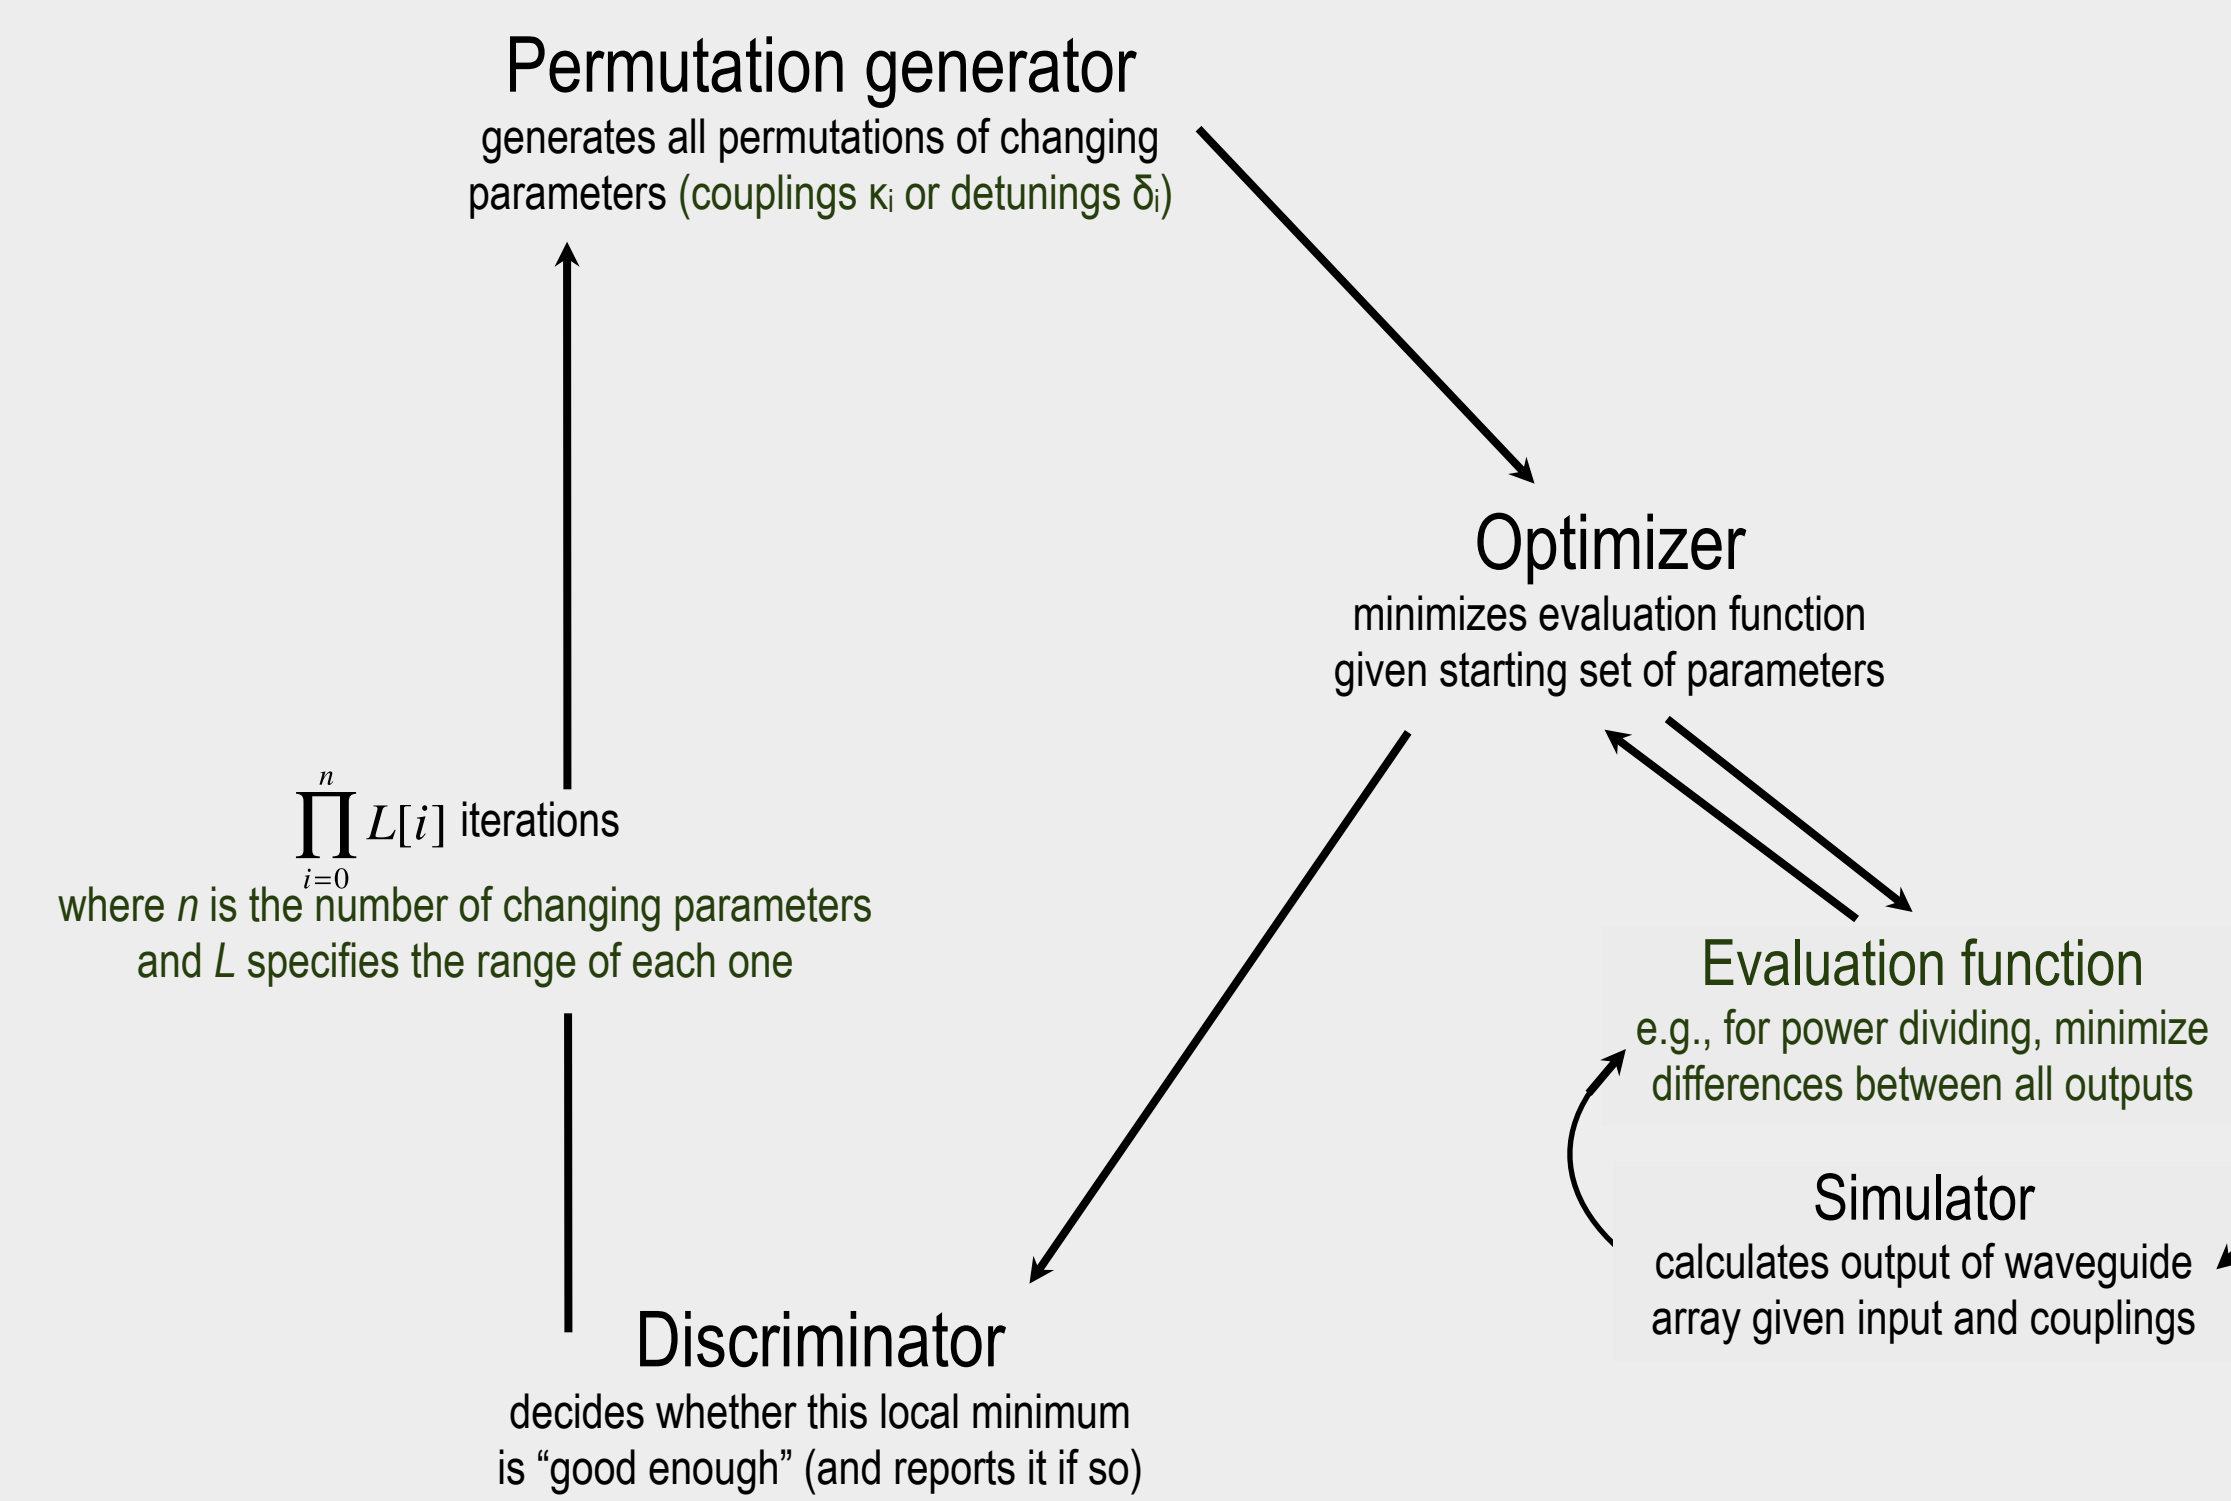 Permutation generator
generates all permutations of changing
parameters (couplings κᵢ or detunings δᵢ)
Optimizer
minimizes evaluation function
given starting set of parameters
n
∏ L[i] iterations
i=0
where n is the number of changing parameters
and L specifies the range of each one
Evaluation function
e.g., for power dividing, minimize
differences between all outputs
Simulator
calculates output of waveguide
array given input and couplings
Discriminator
decides whether this local minimum
is “good enough” (and reports it if so)